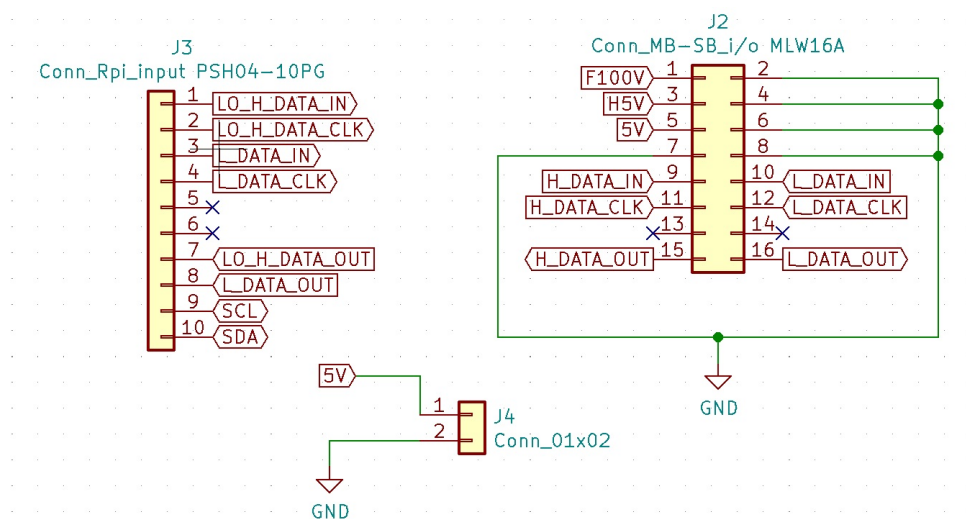 J3
Conn_Rpi_input PSH04-10PG
1 LO_H_DATA_IN
2 LO_H_DATA_CLK
3 L_DATA_IN
4 L_DATA_CLK
5
6
7 LO_H_DATA_OUT
8 L_DATA_OUT
9 SCL
10 SDA
J2
Conn_MB-SB_i/o MLW16A
F100V 1 2
H5V 3 4
5V 5 6
7 8
H_DATA_IN 9 10 L_DATA_IN
H_DATA_CLK 11 12 L_DATA_CLK
13 14
H_DATA_OUT 15 16 L_DATA_OUT
GND
5V
1 J4
2 Conn_01x02
GND